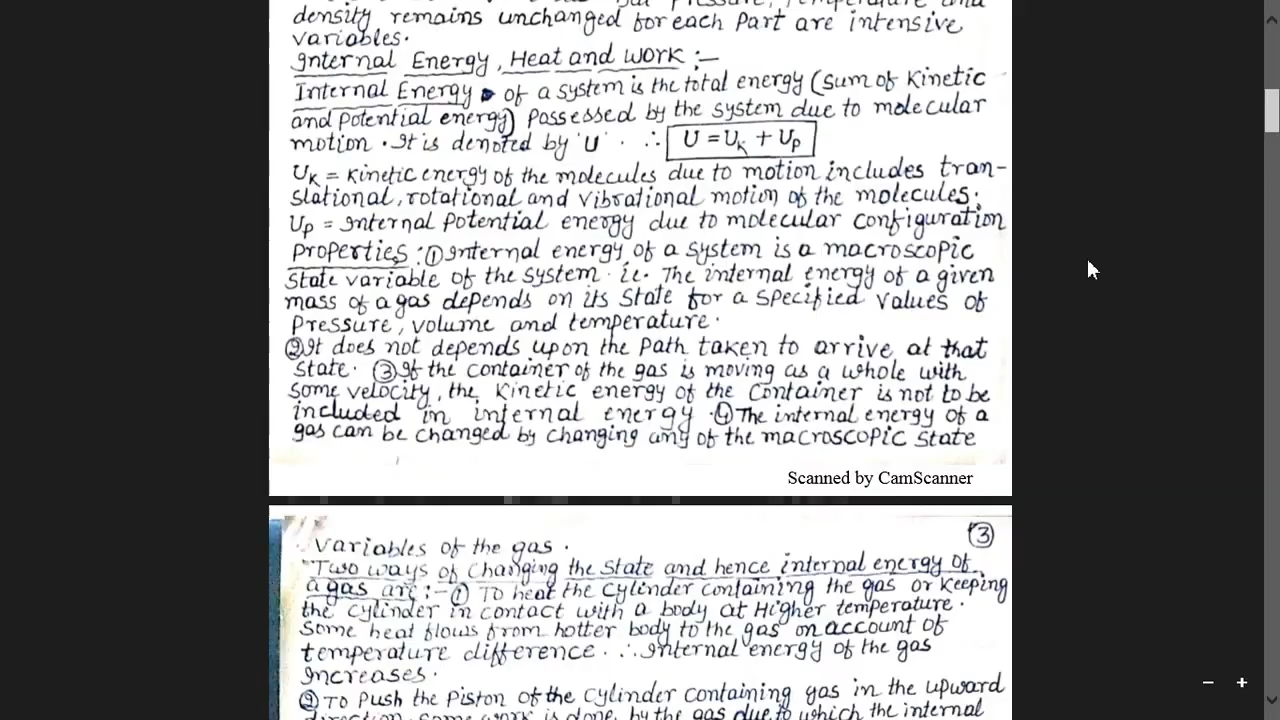 density remains unchanged for each Part are intensive
variables.
Internal Energy, Heat and work :-
Internal Energy of a system is the total energy (sum of Kinetic
and Potential energy) Possessed by the system due to molecular
motion. It is denoted by 'U'. ∴ U = UK + Up
UK = Kinetic energy of the molecules due to motion includes tran-
slational, rotational and vibrational motion of the molecules.
Up = Internal Potential energy due to molecular configuration
Properties: ① Internal energy of a system is a macroscopic
State variable of the system. i.e. The internal energy of a given
mass of a gas depends on its State for a specified values of
Pressure, volume and temperature.
② It does not depends upon the Path taken to arrive at that
State. ③ If the container of the gas is moving as a whole with
some velocity, the Kinetic energy of the container is not to be
included in internal energy. ④ The internal energy of a
gas can be changed by changing any of the macroscopic State
Scanned by CamScanner
③
Variables of the gas.
"Two ways of changing the State and hence internal energy of
a gas are :- ① To heat the cylinder containing the gas or keeping
the cylinder in contact with a body at Higher temperature.
Some heat flows from hotter body to the gas on account of
temperature difference. ∴ Internal energy of the gas
increases.
② To Push the Piston of the cylinder containing gas in the upward
direction, some work is done by the gas due to which the internal